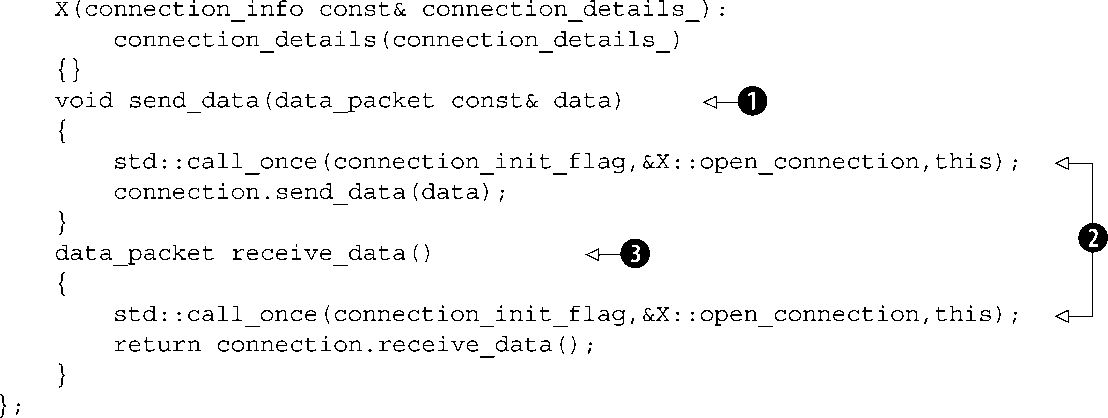 X(connection_info const& connection_details_):
        connection_details(connection_details_)
    {}
    void send_data(data_packet const& data)     1
    {
        std::call_once(connection_init_flag,&X::open_connection,this);
        connection.send_data(data);
    }
    data_packet receive_data()     3     2
    {
        std::call_once(connection_init_flag,&X::open_connection,this);
        return connection.receive_data();
    }
};